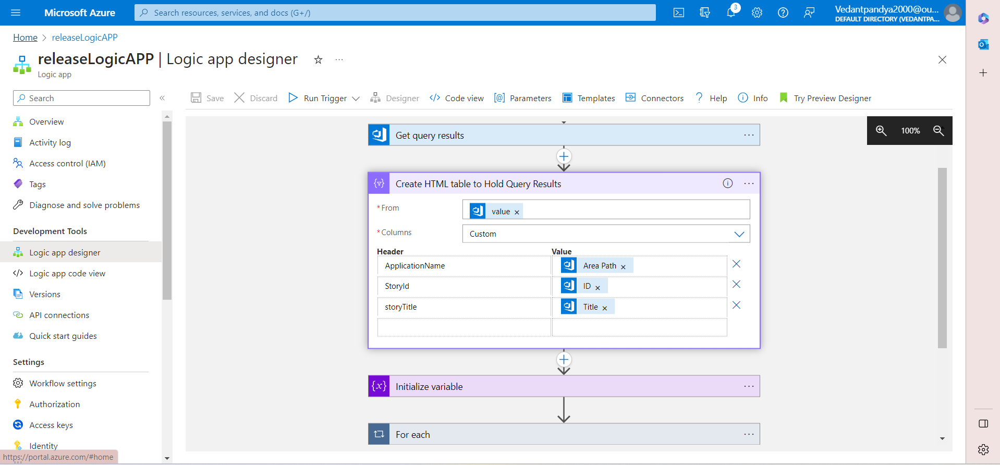 Microsoft Azure
Search resources, services, and docs (G+/)
3
Vedantpandya2000@ou...
DEFAULT DIRECTORY (VEDANTPA...
Home > releaseLogicAPP
releaseLogicAPP | Logic app designer
Logic app
Search
Overview
Activity log
Access control (IAM)
Tags
Diagnose and solve problems
Development Tools
Logic app designer
Logic app code view
Versions
API connections
Quick start guides
Settings
Workflow settings
Authorization
Access keys
Identity
https://portal.azure.com/#home
Save Discard Run Trigger Designer Code view Parameters Templates Connectors Help Info Try Preview Designer
100%
Get query results
Create HTML table to Hold Query Results
* From value
* Columns Custom
Header Value
ApplicationName Area Path
StoryId ID
storyTitle Title
Initialize variable
For each